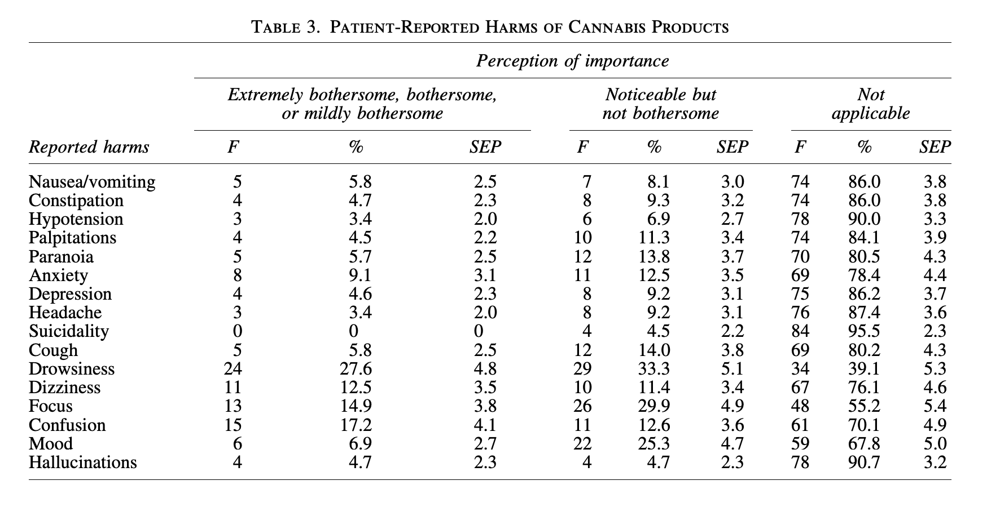 TABLE 3. PATIENT-REPORTED HARMS OF CANNABIS PRODUCTS
Perception of importance
Extremely bothersome, bothersome, or mildly bothersome
Noticeable but not bothersome
Not applicable
Reported harms F % SEP F % SEP F % SEP
Nausea/vomiting 5 5.8 2.5 7 8.1 3.0 74 86.0 3.8
Constipation 4 4.7 2.3 8 9.3 3.2 74 86.0 3.8
Hypotension 3 3.4 2.0 6 6.9 2.7 78 90.0 3.3
Palpitations 4 4.5 2.2 10 11.3 3.4 74 84.1 3.9
Paranoia 5 5.7 2.5 12 13.8 3.7 70 80.5 4.3
Anxiety 8 9.1 3.1 11 12.5 3.5 69 78.4 4.4
Depression 4 4.6 2.3 8 9.2 3.1 75 86.2 3.7
Headache 3 3.4 2.0 8 9.2 3.1 76 87.4 3.6
Suicidality 0 0 0 4 4.5 2.2 84 95.5 2.3
Cough 5 5.8 2.5 12 14.0 3.8 69 80.2 4.3
Drowsiness 24 27.6 4.8 29 33.3 5.1 34 39.1 5.3
Dizziness 11 12.5 3.5 10 11.4 3.4 67 76.1 4.6
Focus 13 14.9 3.8 26 29.9 4.9 48 55.2 5.4
Confusion 15 17.2 4.1 11 12.6 3.6 61 70.1 4.9
Mood 6 6.9 2.7 22 25.3 4.7 59 67.8 5.0
Hallucinations 4 4.7 2.3 4 4.7 2.3 78 90.7 3.2